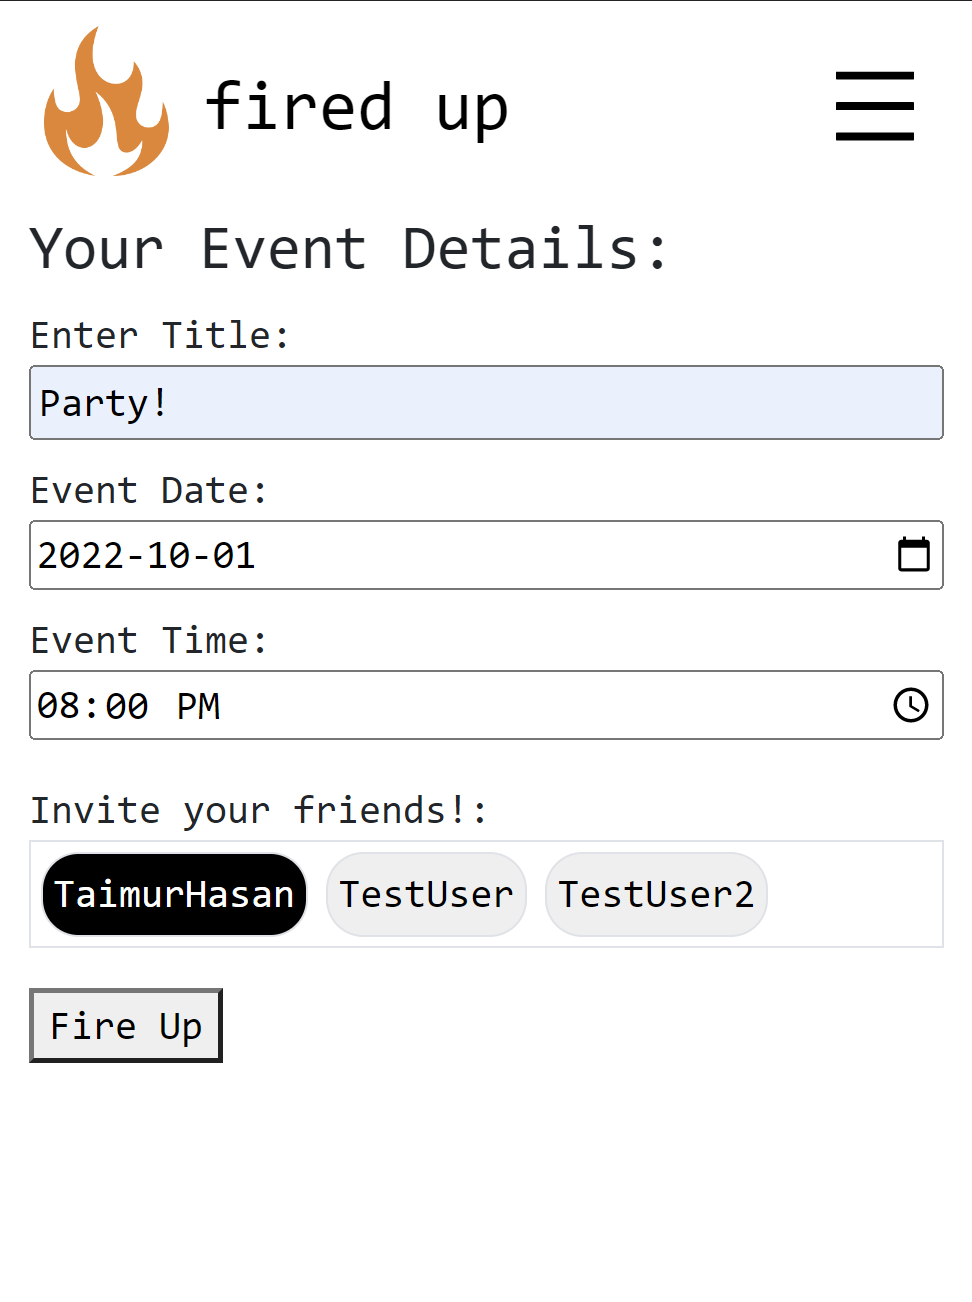 fired up
Your Event Details:
Enter Title:
Party!
Event Date:
2022-10-01
Event Time:
08:00 PM
Invite your friends!:
TaimurHasan TestUser TestUser2
Fire Up